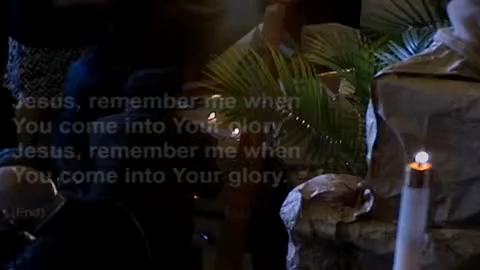 Jesus, remember me when
You come into Your glory.
Jesus, remember me when
You come into Your glory.
(End)